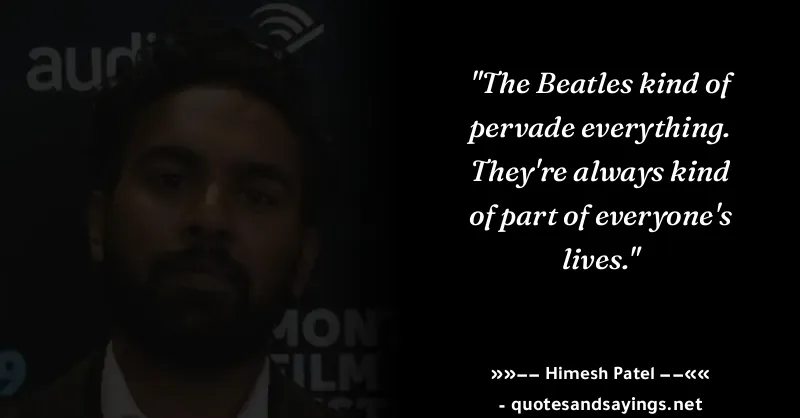 audi
"The Beatles kind of
pervade everything.
They're always kind
of part of everyone's
lives."
MON
FILM
9
»»−− Himesh Patel −−««
- quotesandsayings.net